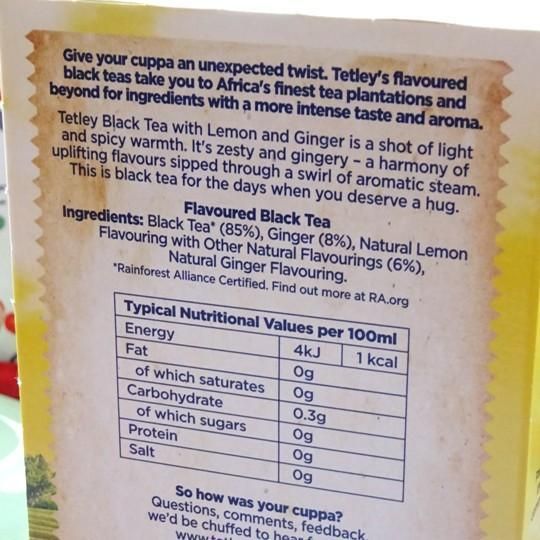 Give your cuppa an unexpected twist. Tetley's flavoured
black teas take you to Africa's finest tea plantations and
beyond for ingredients with a more intense taste and aroma.
Tetley Black Tea with Lemon and Ginger is a shot of light
and spicy warmth. It's zesty and gingery - a harmony of
uplifting flavours sipped through a swirl of aromatic steam.
This is black tea for the days when you deserve a hug.
Flavoured Black Tea
Ingredients: Black Tea* (85%), Ginger (8%), Natural Lemon
Flavouring with Other Natural Flavourings (6%),
Natural Ginger Flavouring.
*Rainforest Alliance Certified. Find out more at RA.org
Typical Nutritional Values per 100ml
Energy 4kJ 1 kcal
Fat 0g
of which saturates 0g
Carbohydrate 0.3g
of which sugars 0g
Protein 0g
Salt 0g
So how was your cuppa?
Questions, comments, feedback,
we'd be chuffed to hear